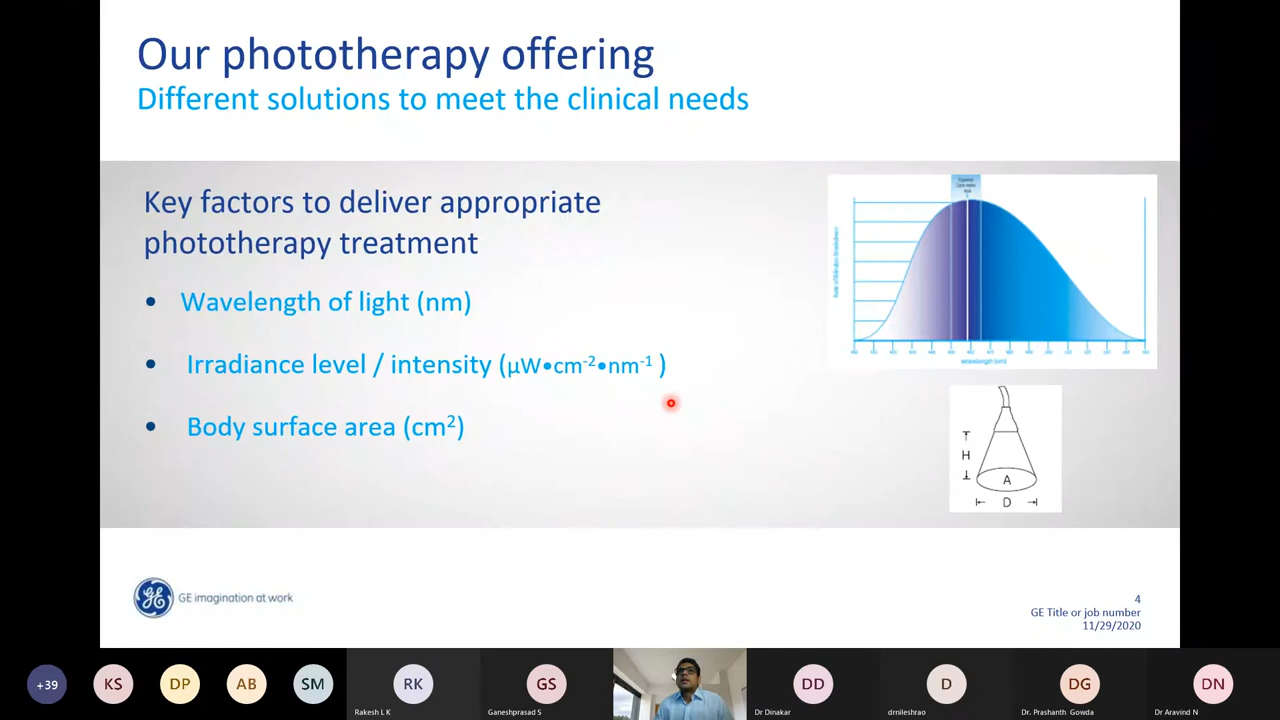 Our phototherapy offering
Different solutions to meet the clinical needs
Key factors to deliver appropriate
phototherapy treatment
• Wavelength of light (nm)
• Irradiance level / intensity (µW•cm-2•nm-1 )
• Body surface area (cm2)
wavelength (nm)
H
A
D
GE imagination at work
4
GE Title or job number
11/29/2020
+39
KS
DP
AB
SM
RK
GS
DD
D
DG
DN
Rakesh L K
Ganeshprasad S
Dr Dinakar
drnileshrao
Dr. Prashanth Gowda
Dr Aravind N